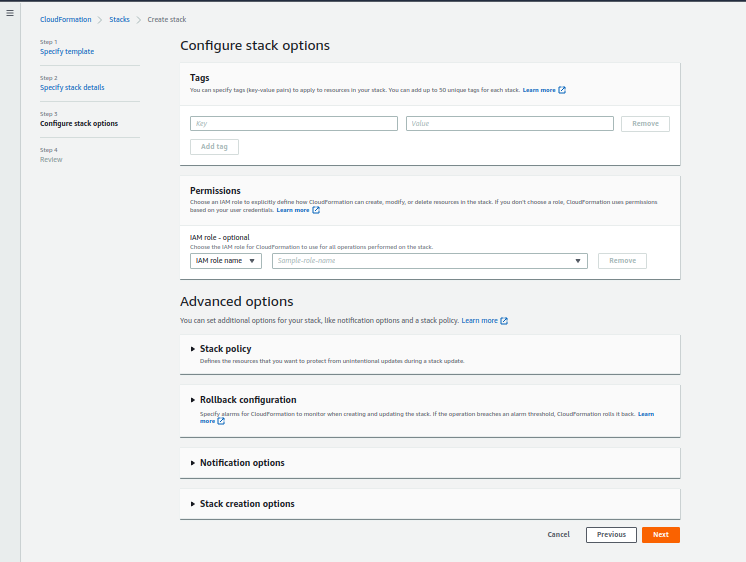 CloudFormation > Stacks > Create stack
Step 1
Specify template
Step 2
Specify stack details
Step 3
Configure stack options
Step 4
Review
Configure stack options
Tags
You can specify tags (key-value pairs) to apply to resources in your stack. You can add up to 50 unique tags for each stack. Learn more
Key Value Remove
Add tag
Permissions
Choose an IAM role to explicitly define how CloudFormation can create, modify, or delete resources in the stack. If you don't choose a role, CloudFormation uses permissions
based on your user credentials. Learn more
IAM role - optional
Choose the IAM role for CloudFormation to use for all operations performed on the stack.
IAM role name Sample-role-name Remove
Advanced options
You can set additional options for your stack, like notification options and a stack policy. Learn more
Stack policy
Defines the resources that you want to protect from unintentional updates during a stack update.
Rollback configuration
Specify alarms for CloudFormation to monitor when creating and updating the stack. If the operation breaches an alarm threshold, CloudFormation rolls it back. Learn
more
Notification options
Stack creation options
Cancel Previous Next